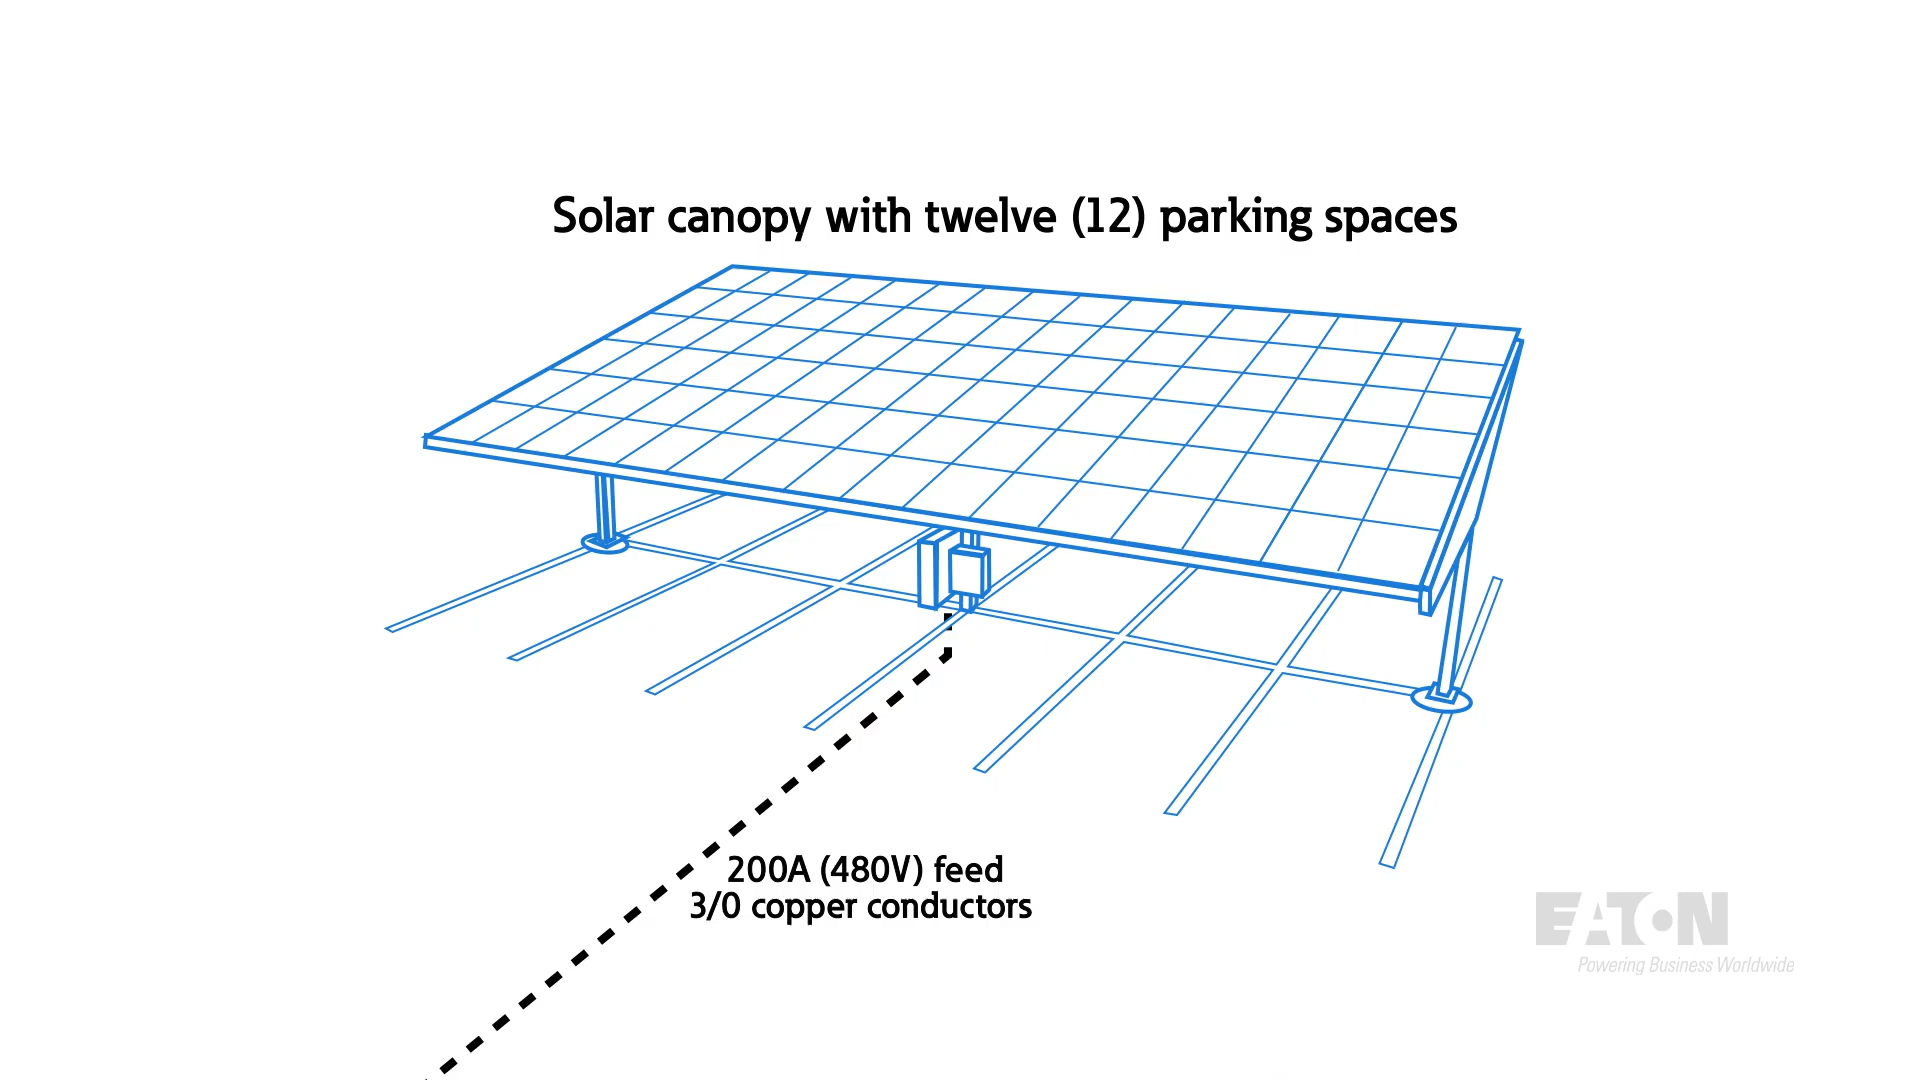 Solar canopy with twelve (12) parking spaces
200A (480V) feed
3/0 copper conductors
EATON
Powering Business Worldwide